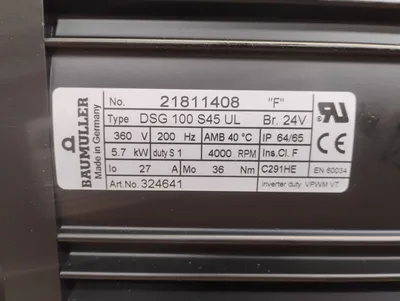 BAUMÜLLER
Made in Germany
No. 21811408 "F"
Type DSG 100 S45 UL Br. 24V
360 V 200 Hz AMB 40 °C IP 64/65
5.7 kW duty S 1 4000 RPM Ins.Cl. F
Io 27 A Mo 36 Nm C291HE EN 60034
Art.No. 324641 Inverter duty VPWM VT